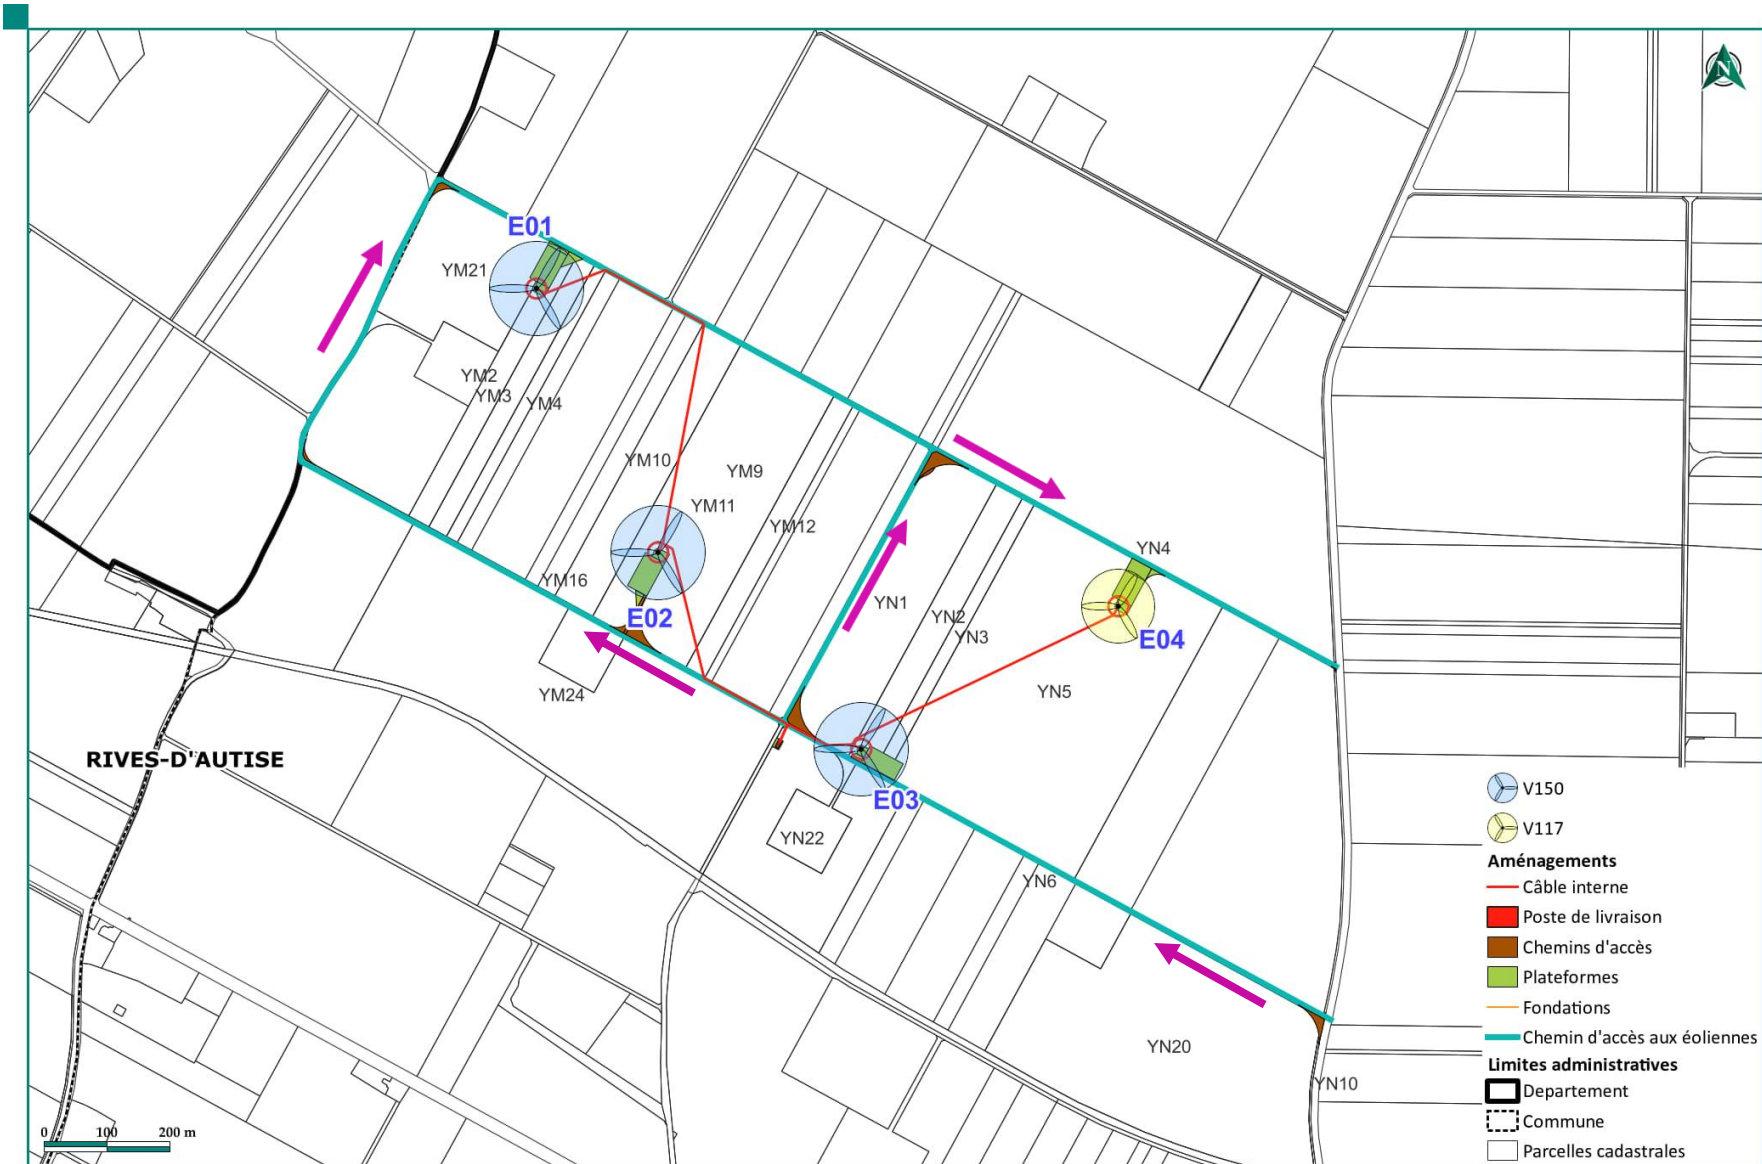 N
E01
YM21
YM2
YM3
YM4
YM10
YM9
YM11
YM12
YN4
YM16
E02
YN1
YN2
YN3
E04
YM24
YN5
RIVES-D'AUTISE
E03
YN22
YN6
YN20
YN10
0 100 200 m
V150
V117
Aménagements
Câble interne
Poste de livraison
Chemins d'accès
Plateformes
Fondations
Chemin d'accès aux éoliennes
Limites administratives
Departement
Commune
Parcelles cadastrales